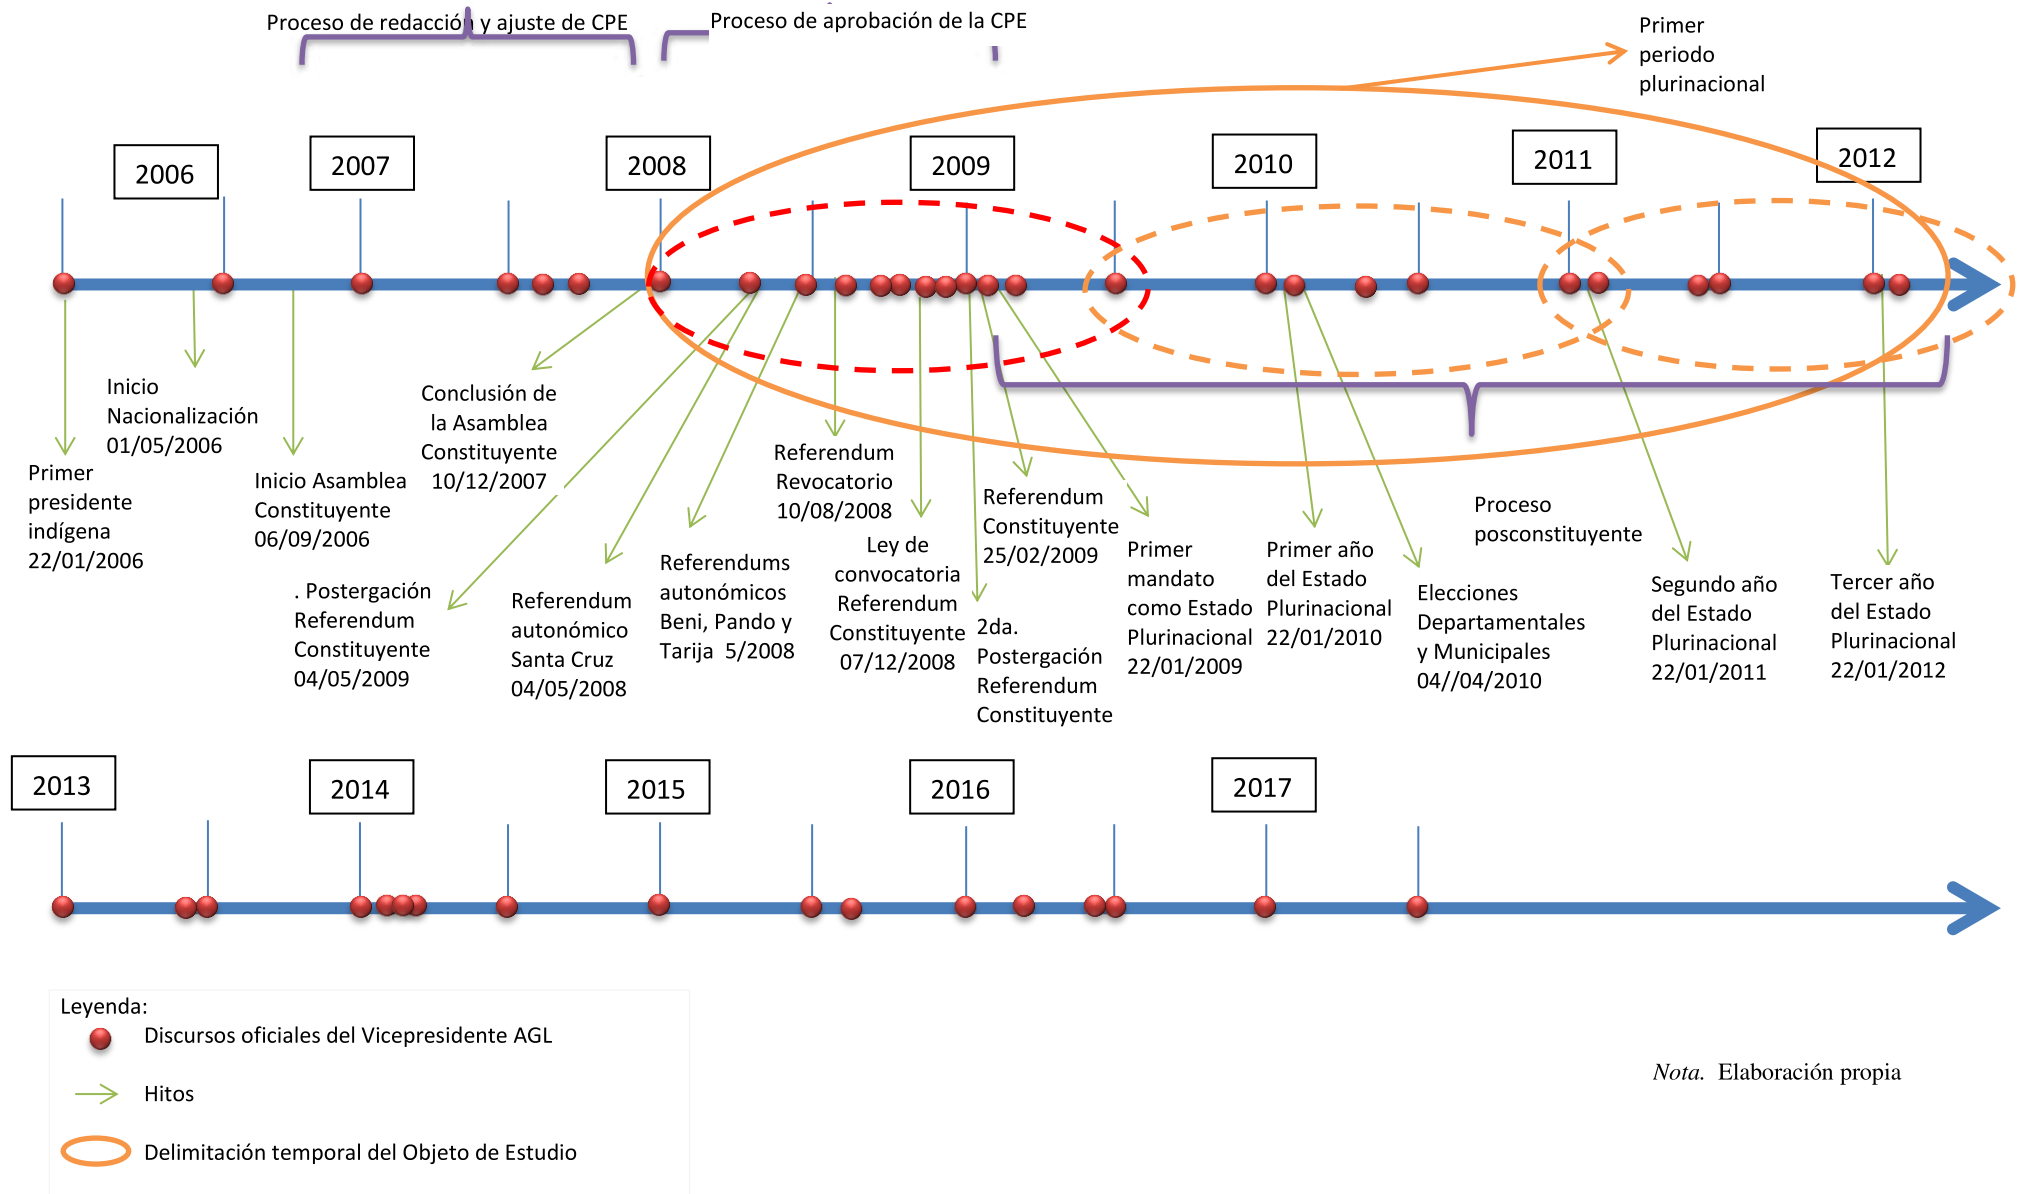 Proceso de redacción y ajuste de CPE
Proceso de aprobación de la CPE
Primer
periodo
plurinacional
2006
2007
2008
2009
2010
2011
2012
Primer
presidente
indígena
22/01/2006
Inicio
Nacionalización
01/05/2006
Inicio Asamblea
Constituyente
06/09/2006
Conclusión de
la Asamblea
Constituyente
10/12/2007
. Postergación
Referendum
Constituyente
04/05/2009
Referendum
autonómico
Santa Cruz
04/05/2008
Referendums
autonómicos
Beni, Pando y
Tarija 5/2008
Referendum
Revocatorio
10/08/2008
Ley de
convocatoria
Referendum
Constituyente
07/12/2008
Referendum
Constituyente
25/02/2009
2da.
Postergación
Referendum
Constituyente
Primer
mandato
como Estado
Plurinacional
22/01/2009
Primer año
del Estado
Plurinacional
22/01/2010
Elecciones
Departamentales
y Municipales
04//04/2010
Proceso
posconstituyente
Segundo año
del Estado
Plurinacional
22/01/2011
Tercer año
del Estado
Plurinacional
22/01/2012
2013
2014
2015
2016
2017
Leyenda:
Discursos oficiales del Vicepresidente AGL
Hitos
Delimitación temporal del Objeto de Estudio
Nota. Elaboración propia